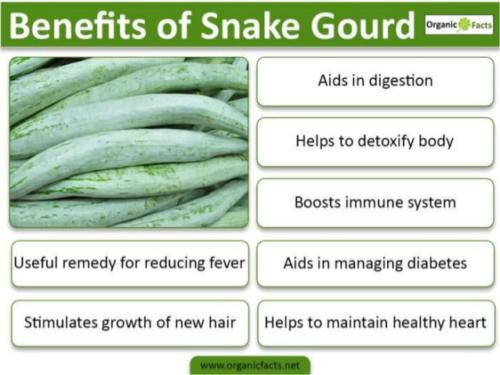 Benefits of Snake Gourd
Organic Facts
Aids in digestion
Helps to detoxify body
Boosts immune system
Useful remedy for reducing fever
Aids in managing diabetes
Stimulates growth of new hair
Helps to maintain healthy heart
www.organicfacts.net